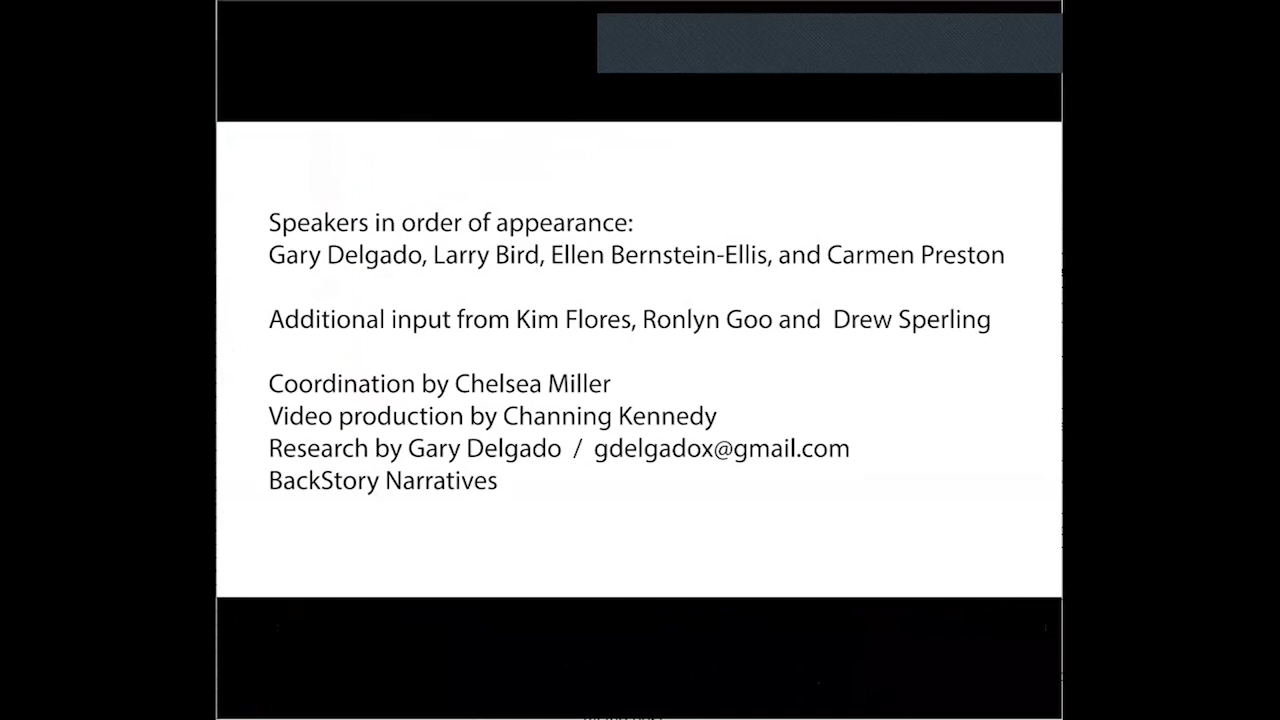 Speakers in order of appearance:
Gary Delgado, Larry Bird, Ellen Bernstein-Ellis, and Carmen Preston
Additional input from Kim Flores, Ronlyn Goo and  Drew Sperling
Coordination by Chelsea Miller
Video production by Channing Kennedy
Research by Gary Delgado  /  gdelgadox@gmail.com
BackStory Narratives